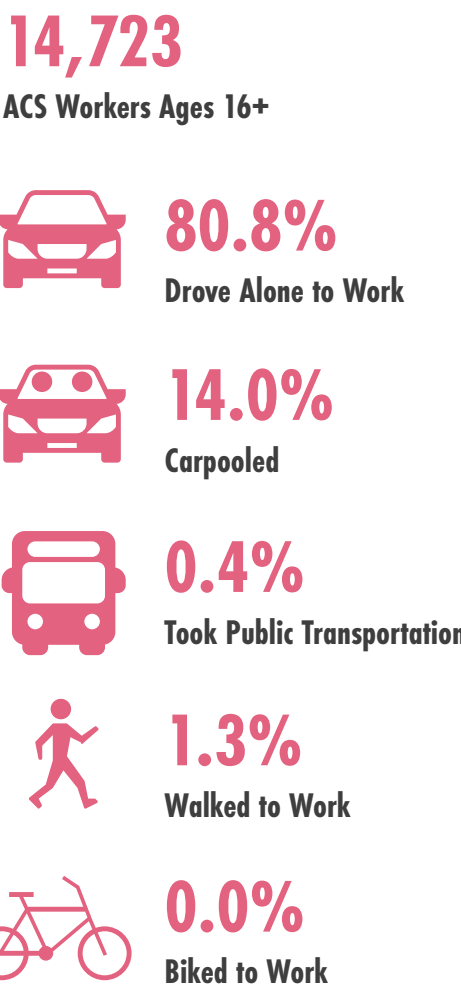 14,723
ACS Workers Ages 16+
80.8%
Drove Alone to Work
14.0%
Carpooled
0.4%
Took Public Transportation
1.3%
Walked to Work
0.0%
Biked to Work